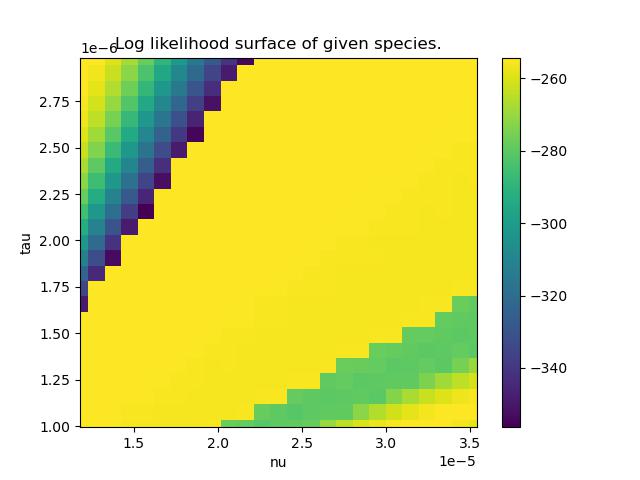 Log likelihood surface of given species.
1e−6
2.75
2.50
2.25
2.00
1.75
1.50
1.25
1.00
tau
1.5 2.0 2.5 3.0 3.5
nu
1e−5
−260
−280
−300
−320
−340